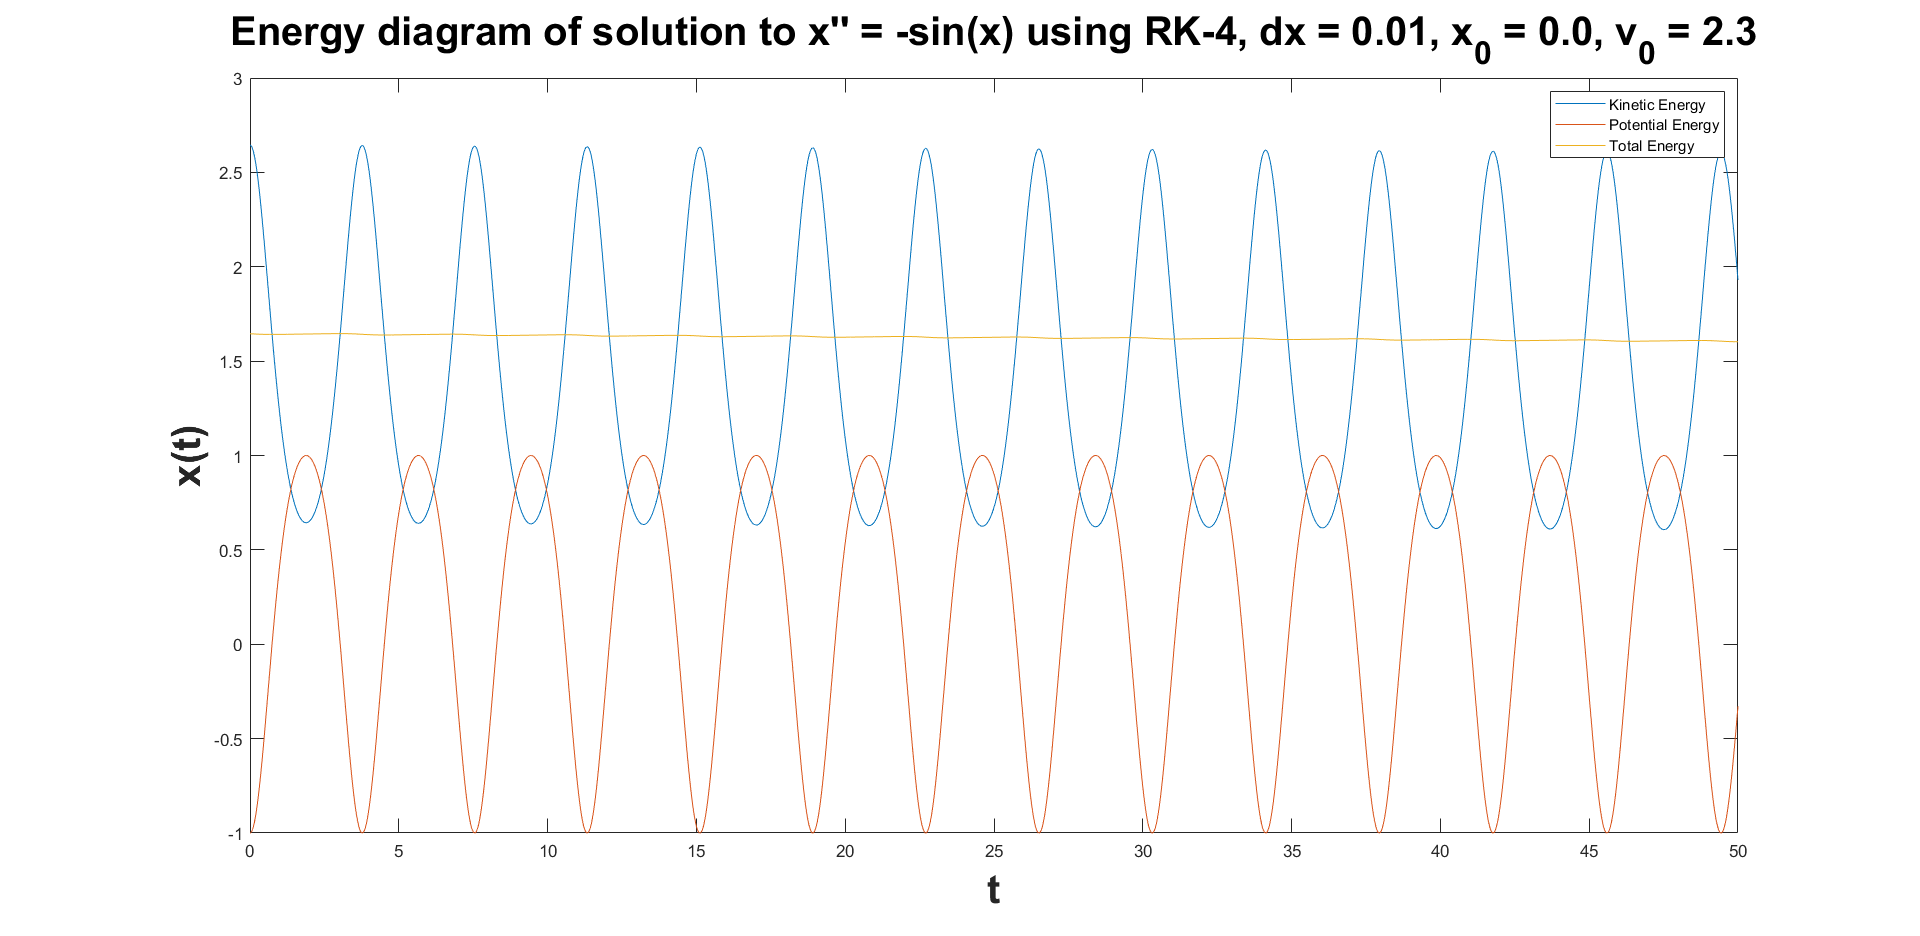 Energy diagram of solution to x'' = -sin(x) using RK-4, dx = 0.01, x₀ = 0.0, v₀ = 2.3
3
2.5
2
1.5
1
0.5
0
-0.5
-1
x(t)
Kinetic Energy
Potential Energy
Total Energy
0 5 10 15 20 25 30 35 40 45 50
t